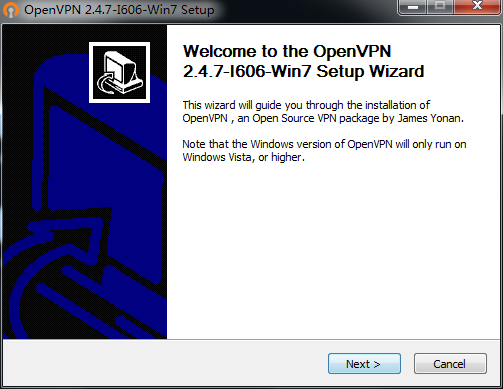 OpenVPN 2.4.7-I606-Win7 Setup
Welcome to the OpenVPN
2.4.7-I606-Win7 Setup Wizard
This wizard will guide you through the installation of
OpenVPN , an Open Source VPN package by James Yonan.
Note that the Windows version of OpenVPN will only run on
Windows Vista, or higher.
Next >
Cancel